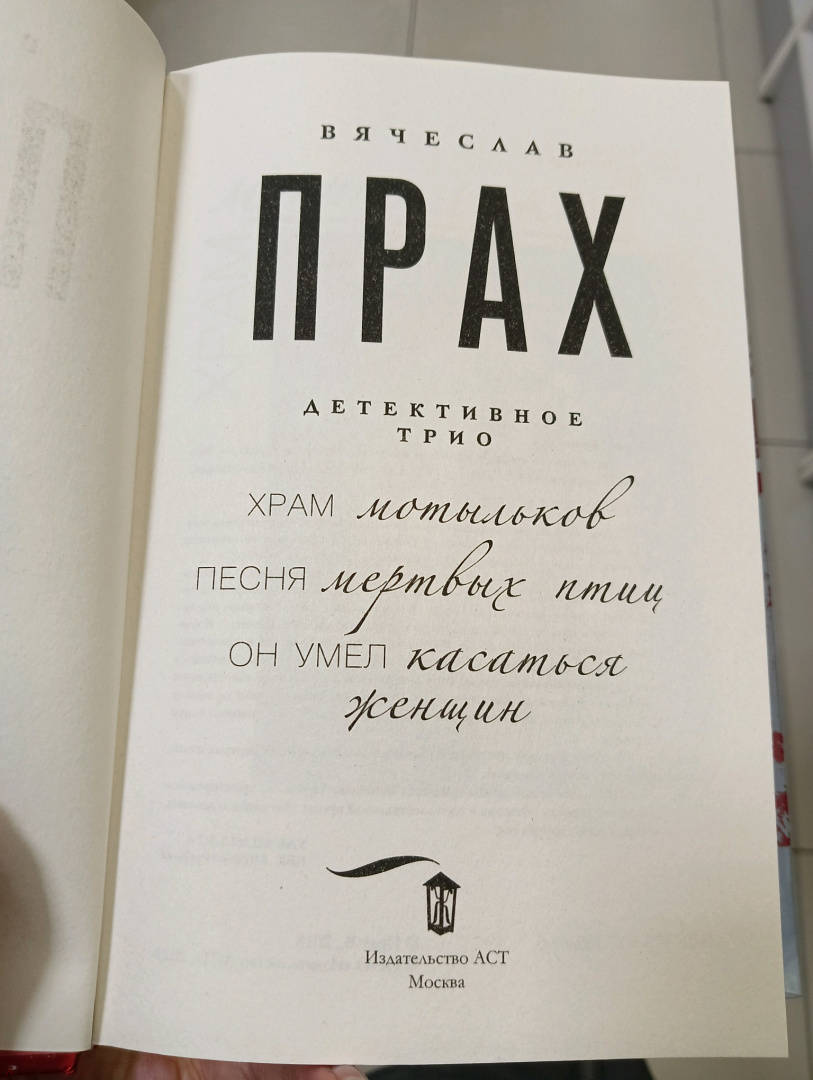 ВЯЧЕСЛАВ
ПРАХ
ДЕТЕКТИВНОЕ
ТРИО
ХРАМ мотыльков
ПЕСНЯ мертвых птиц
ОН УМЕЛ касаться
женщин
Ж
Издательство АСТ
Москва